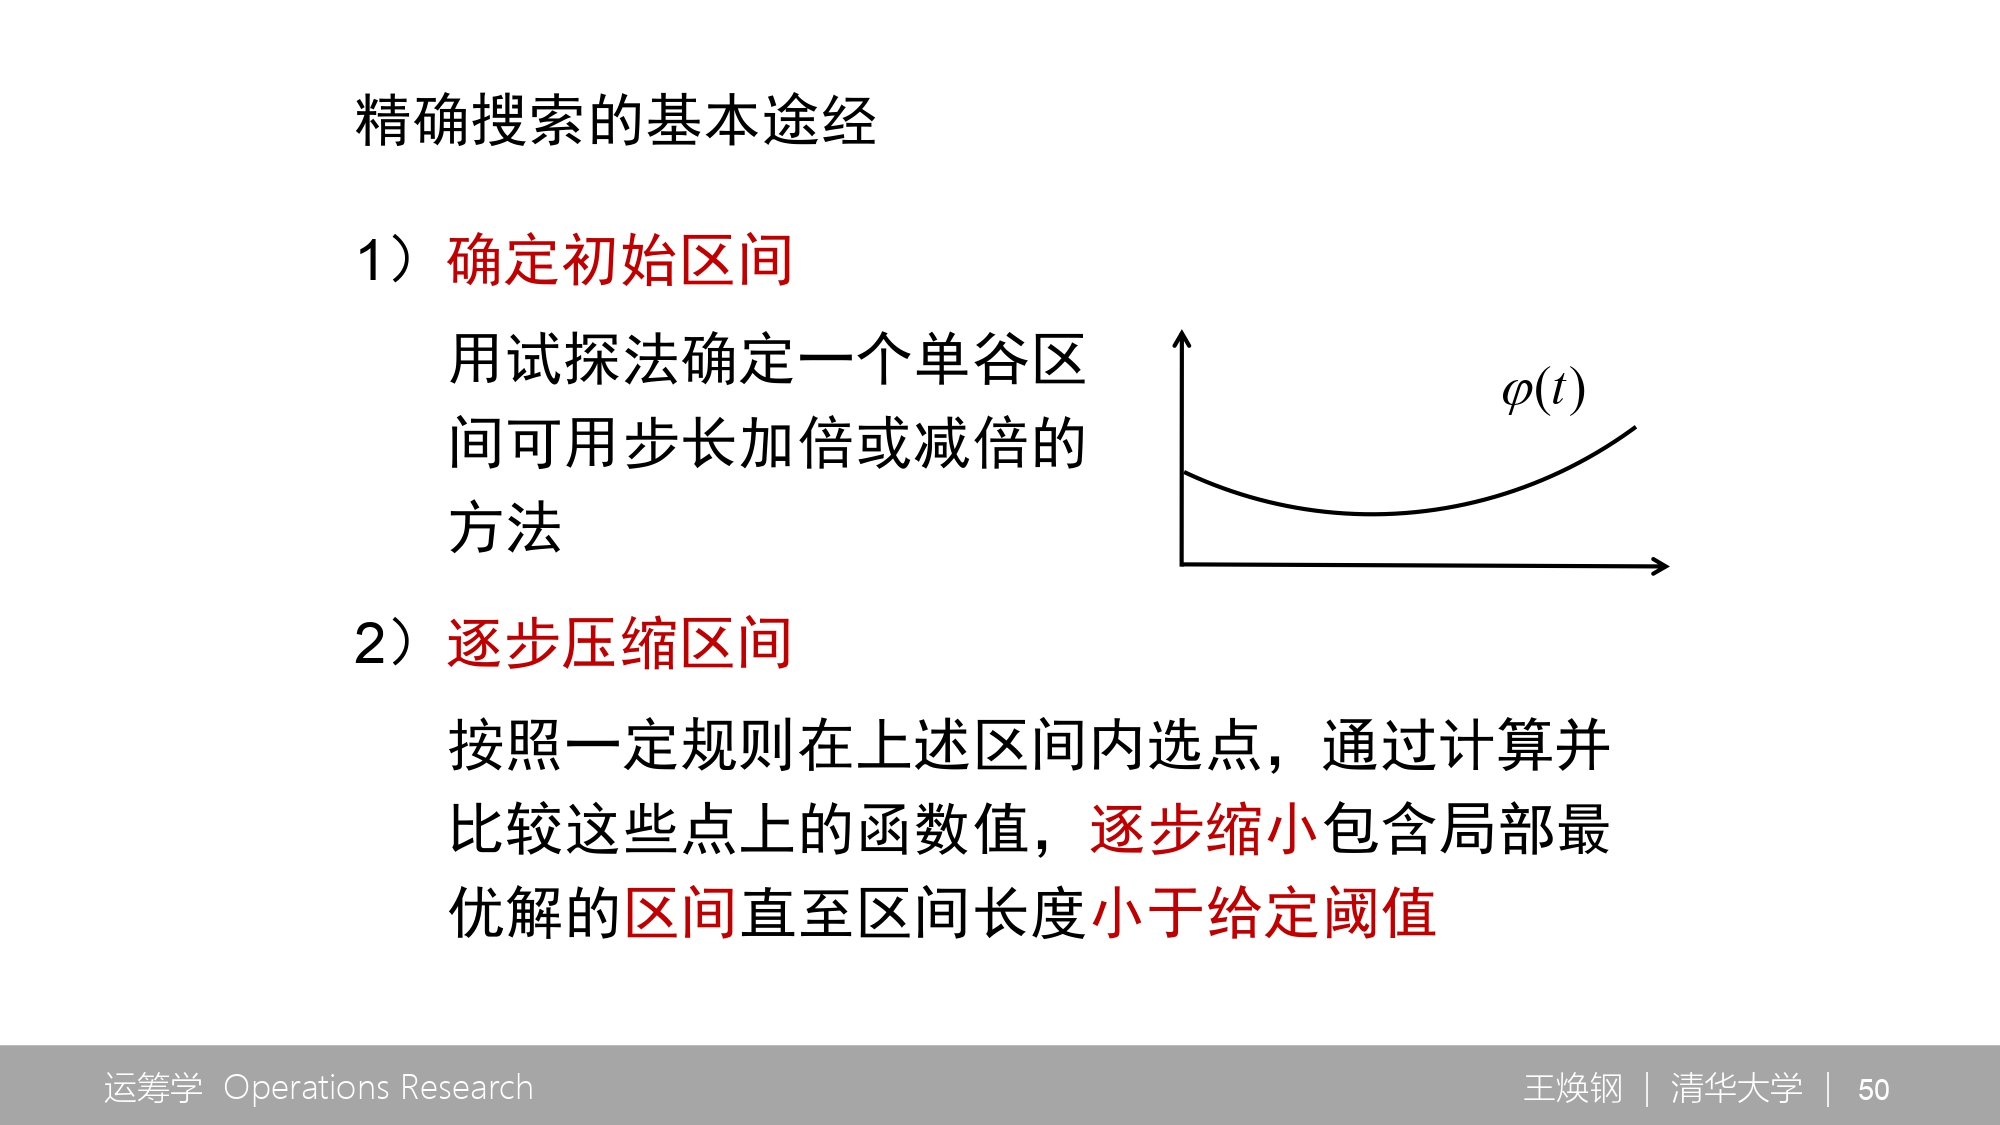 精确搜索的基本途经
1）确定初始区间
用试探法确定一个单谷区
间可用步长加倍或减倍的
方法
φ(t)
2）逐步压缩区间
按照一定规则在上述区间内选点，通过计算并
比较这些点上的函数值，逐步缩小包含局部最
优解的区间直至区间长度小于给定阈值
运筹学 Operations Research
王焕钢 | 清华大学 | 50